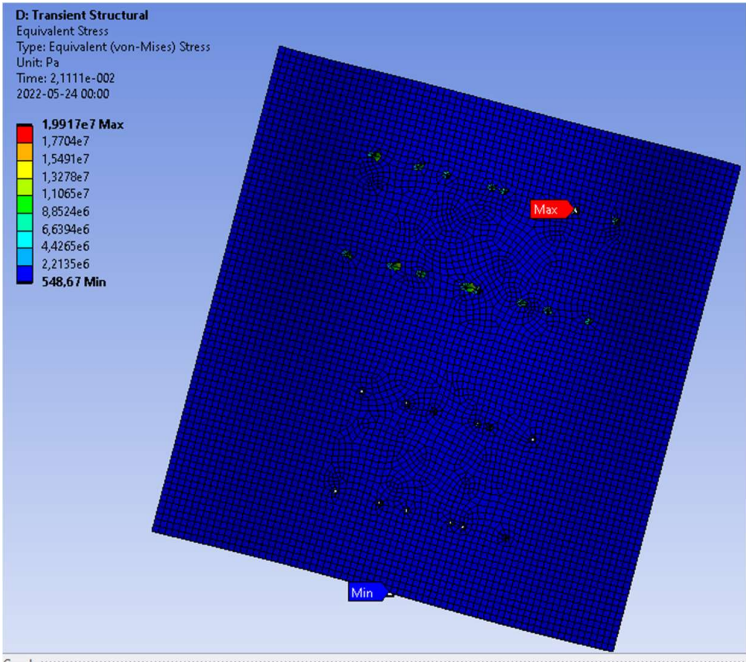 D: Transient Structural
Equivalent Stress
Type: Equivalent (von-Mises) Stress
Unit: Pa
Time: 2,1111e-002
2022-05-24 00:00
1,9917e7 Max
1,7704e7
1,5491e7
1,3278e7
1,1065e7
8,8524e6
6,6394e6
4,4265e6
2,2135e6
548,67 Min
Max
Min